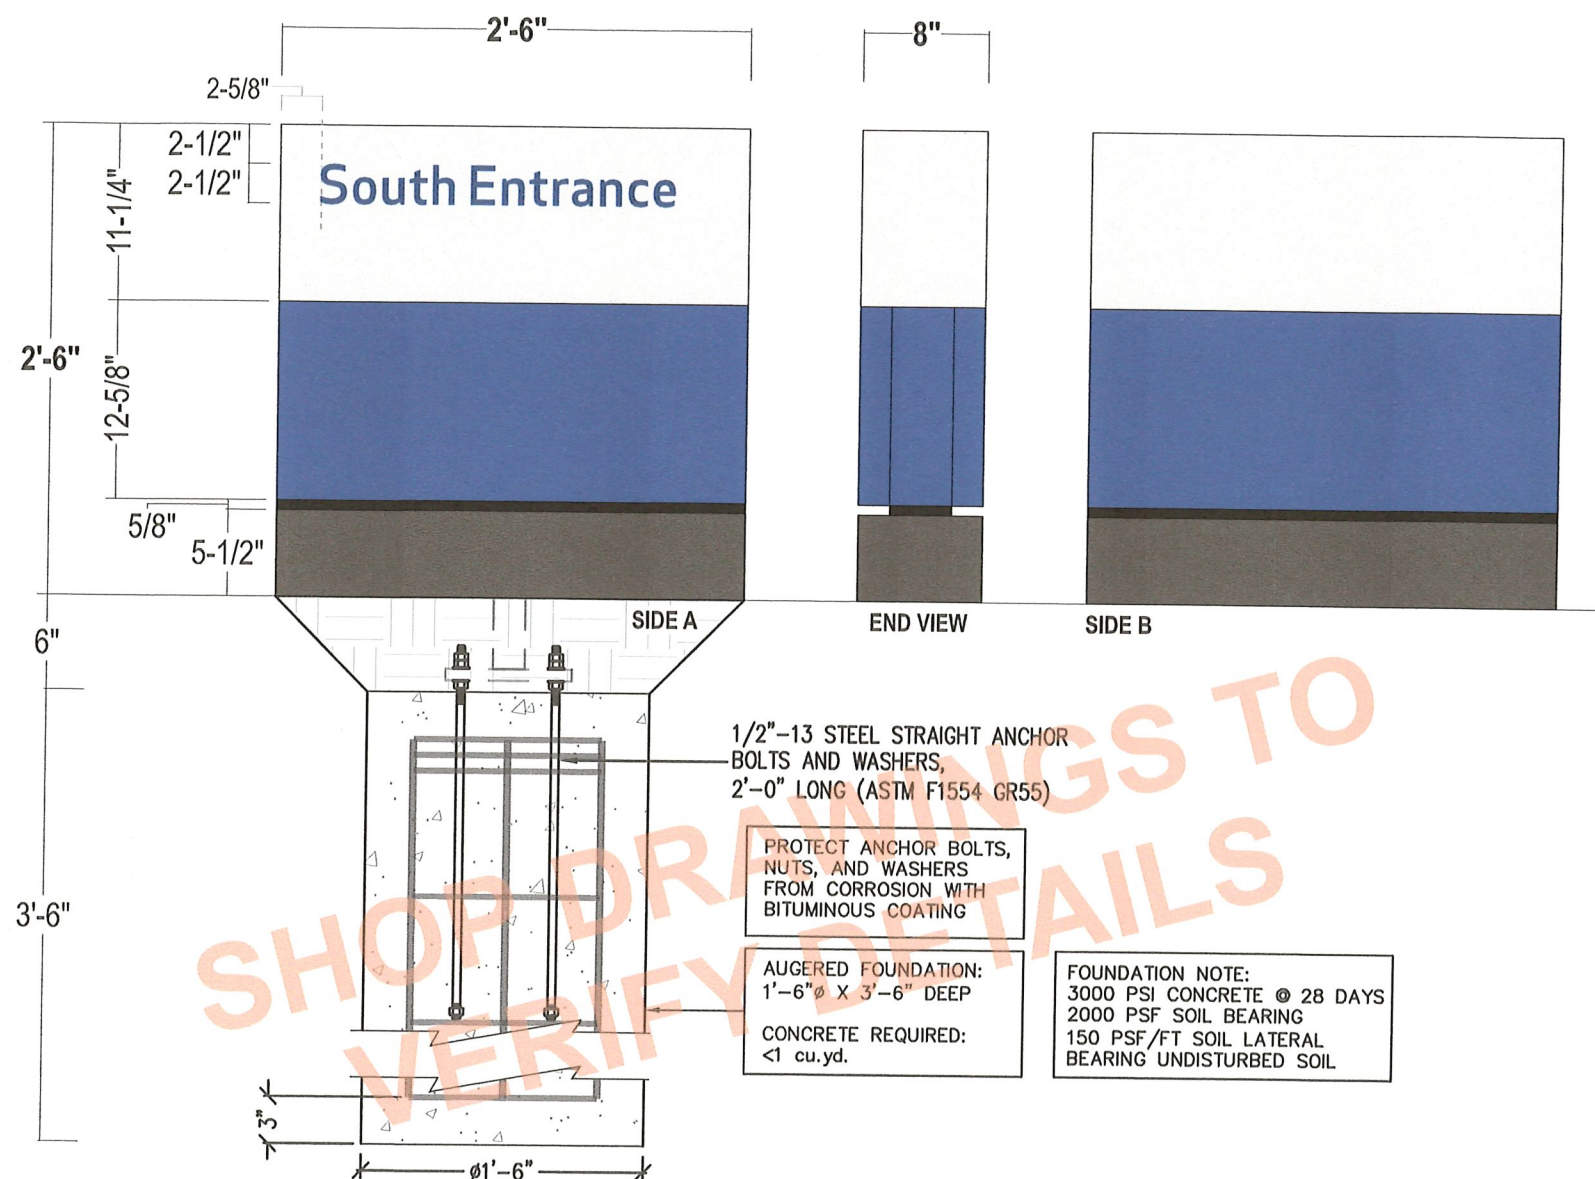 2'-6"
8"
2-5/8"
2-1/2"
2-1/2"
11-1/4"
South Entrance
2'-6"
12-5/8"
5/8"
5-1/2"
SIDE A
END VIEW
SIDE B
6"
1/2"-13 STEEL STRAIGHT ANCHOR
BOLTS AND WASHERS,
2'-0" LONG (ASTM F1554 GR55)
PROTECT ANCHOR BOLTS,
NUTS, AND WASHERS
FROM CORROSION WITH
BITUMINOUS COATING
3'-6"
AUGERED FOUNDATION:
1'-6"ø X 3'-6" DEEP
CONCRETE REQUIRED:
<1 cu.yd.
FOUNDATION NOTE:
3000 PSI CONCRETE @ 28 DAYS
2000 PSF SOIL BEARING
150 PSF/FT SOIL LATERAL
BEARING UNDISTURBED SOIL
SHOP DRAWINGS TO
VERIFY DETAILS
3"
ø1'-6"